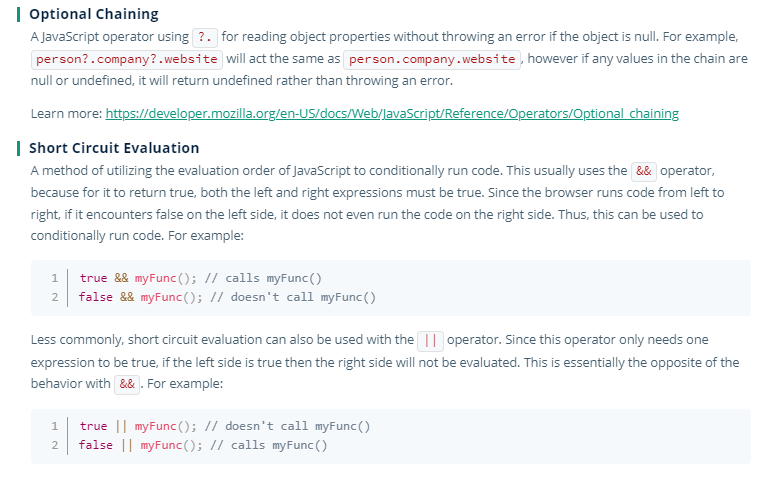 Optional Chaining
A JavaScript operator using ?. for reading object properties without throwing an error if the object is null. For example,
person?.company?.website will act the same as person.company.website , however if any values in the chain are
null or undefined, it will return undefined rather than throwing an error.
Learn more: https://developer.mozilla.org/en-US/docs/Web/JavaScript/Reference/Operators/Optional_chaining
Short Circuit Evaluation
A method of utilizing the evaluation order of JavaScript to conditionally run code. This usually uses the && operator,
because for it to return true, both the left and right expressions must be true. Since the browser runs code from left to
right, if it encounters false on the left side, it does not even run the code on the right side. Thus, this can be used to
conditionally run code. For example:
1 true && myFunc(); // calls myFunc()
2 false && myFunc(); // doesn't call myFunc()
Less commonly, short circuit evaluation can also be used with the || operator. Since this operator only needs one
expression to be true, if the left side is true then the right side will not be evaluated. This is essentially the opposite of the
behavior with && . For example:
1 true || myFunc(); // doesn't call myFunc()
2 false || myFunc(); // calls myFunc()